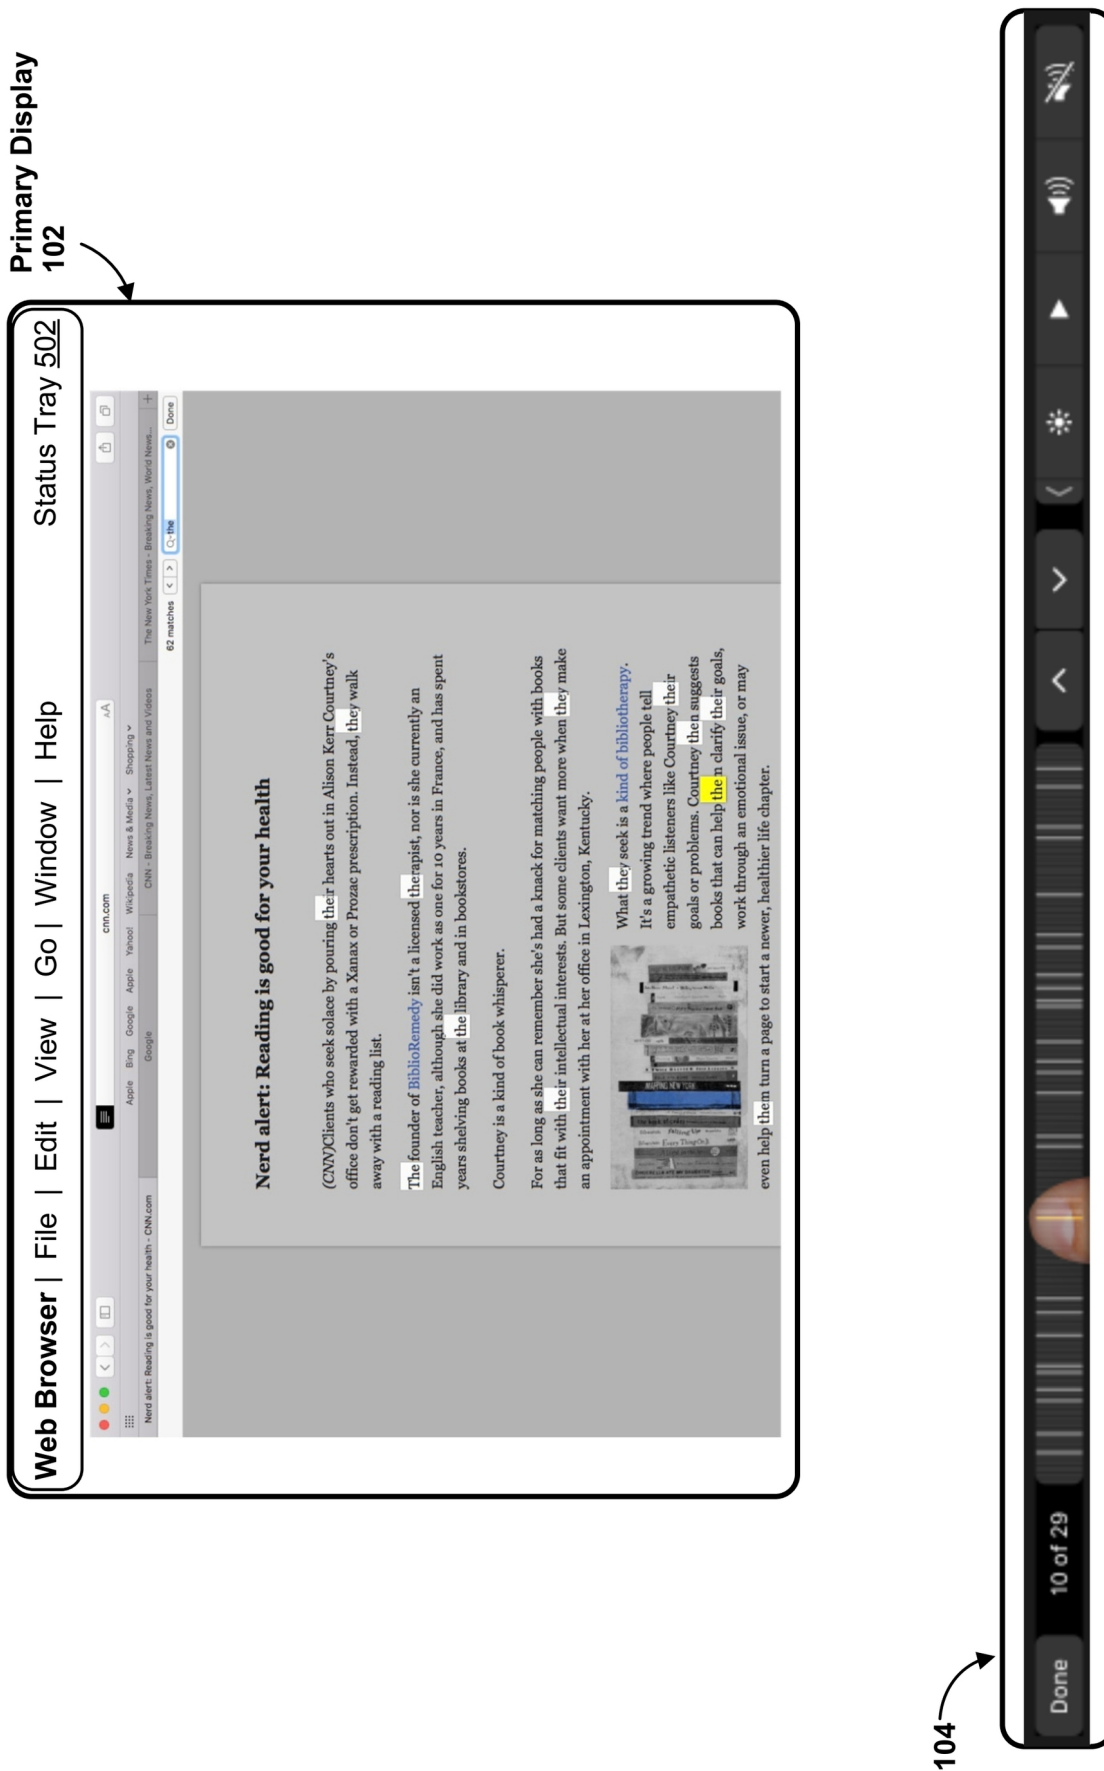 Primary Display
102
Web Browser | File | Edit | View | Go | Window | Help
Status Tray 502
cnn.com
AA
Apple Bing Google Apple Yahoo! Wikipedia News & Media Shopping
Nerd alert: Reading is good for your health - CNN.com
Google
CNN - Breaking News, Latest News and Videos
The New York Times - Breaking News, World News...
+
62 matches
the
Done
Nerd alert: Reading is good for your health
(CNN)Clients who seek solace by pouring their hearts out in Alison Kerr Courtney's
office don't get rewarded with a Xanax or Prozac prescription. Instead, they walk
away with a reading list.
The founder of BiblioRemedy isn't a licensed therapist, nor is she currently an
English teacher, although she did work as one for 10 years in France, and has spent
years shelving books at the library and in bookstores.
Courtney is a kind of book whisperer.
For as long as she can remember she's had a knack for matching people with books
that fit with their intellectual interests. But some clients want more when they make
an appointment with her at her office in Lexington, Kentucky.
What they seek is a kind of bibliotherapy.
It's a growing trend where people tell
empathetic listeners like Courtney their
goals or problems. Courtney then suggests
books that can help them clarify their goals,
work through an emotional issue, or may
even help them turn a page to start a newer, healthier life chapter.
MAPPING NEW YORK
104
Done
10 of 29